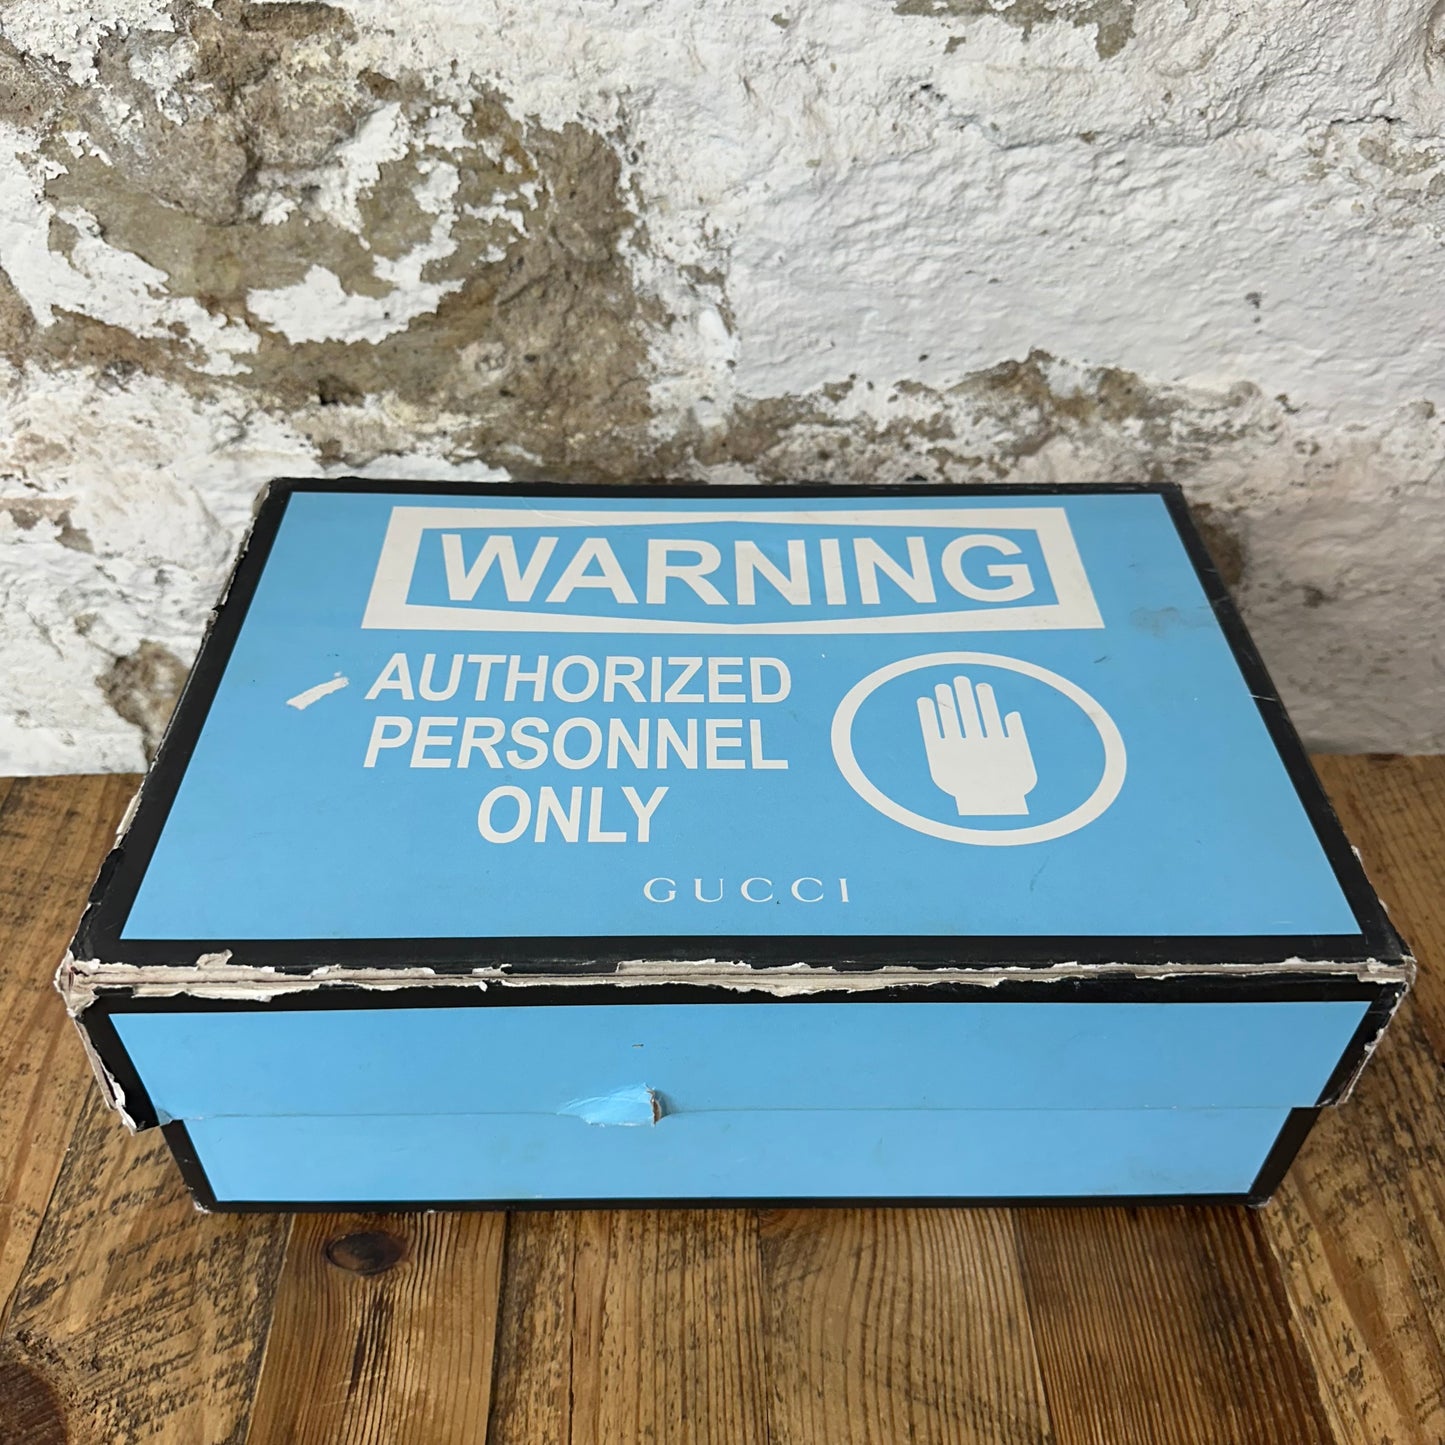 WARNING
AUTHORIZED
PERSONNEL
ONLY
GUCCI